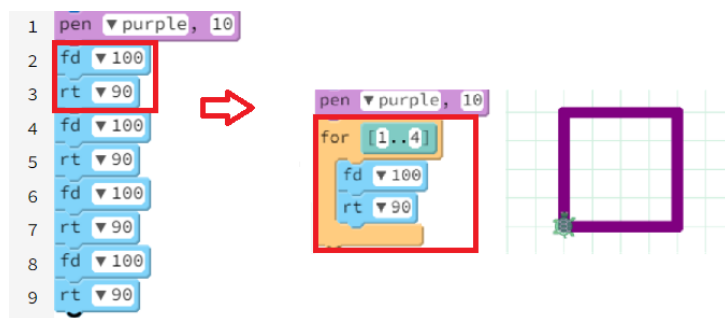 1 pen ▼purple, 10
2 fd ▼100
3 rt ▼90
4 fd ▼100
5 rt ▼90
6 fd ▼100
7 rt ▼90
8 fd ▼100
9 rt ▼90
pen ▼purple, 10
for [1..4]
fd ▼100
rt ▼90